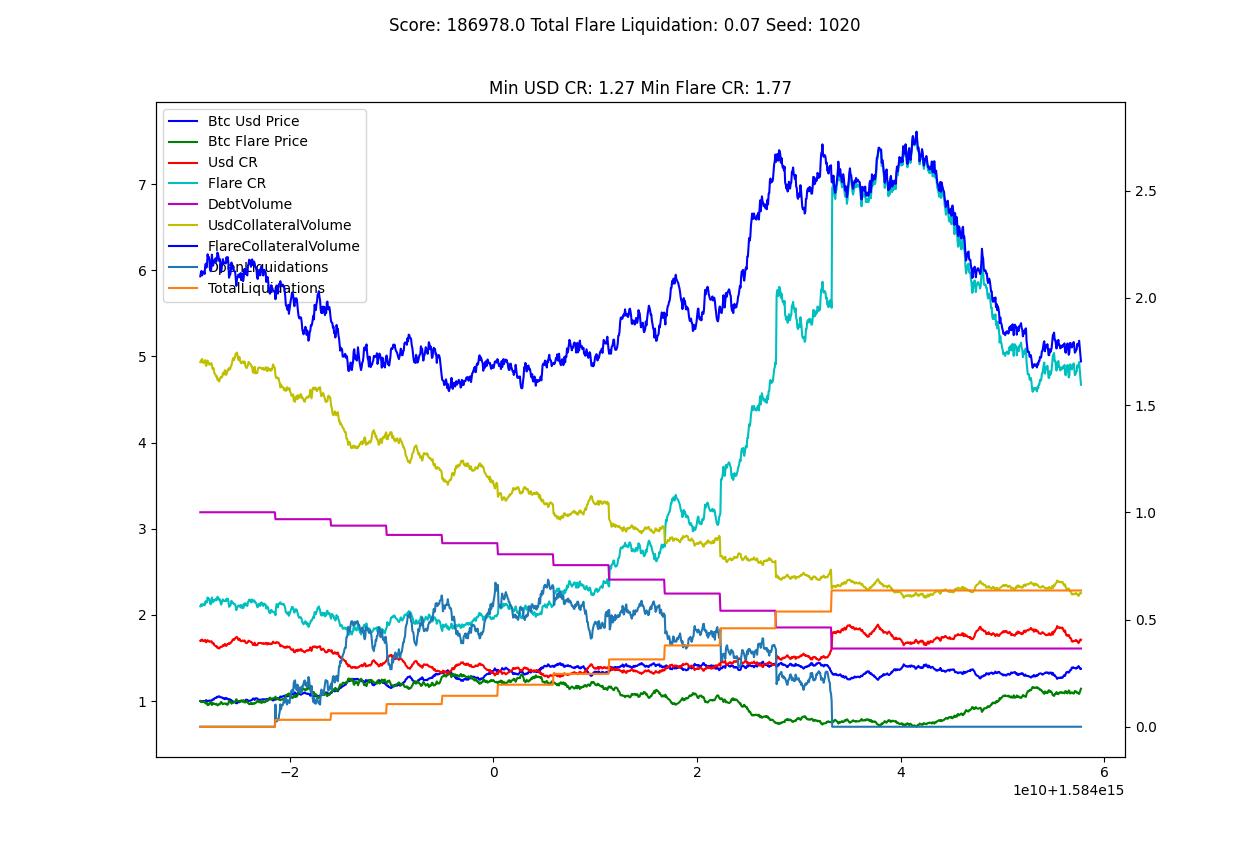 Score: 186978.0 Total Flare Liquidation: 0.07 Seed: 1020
Min USD CR: 1.27 Min Flare CR: 1.77
Btc Usd Price
Btc Flare Price
Usd CR
Flare CR
DebtVolume
UsdCollateralVolume
FlareCollateralVolume
OpenLiquidations
TotalLiquidations
7
6
5
4
3
2
1
2.5
2.0
1.5
1.0
0.5
0.0
−2 0 2 4 6
1e10+1.584e15